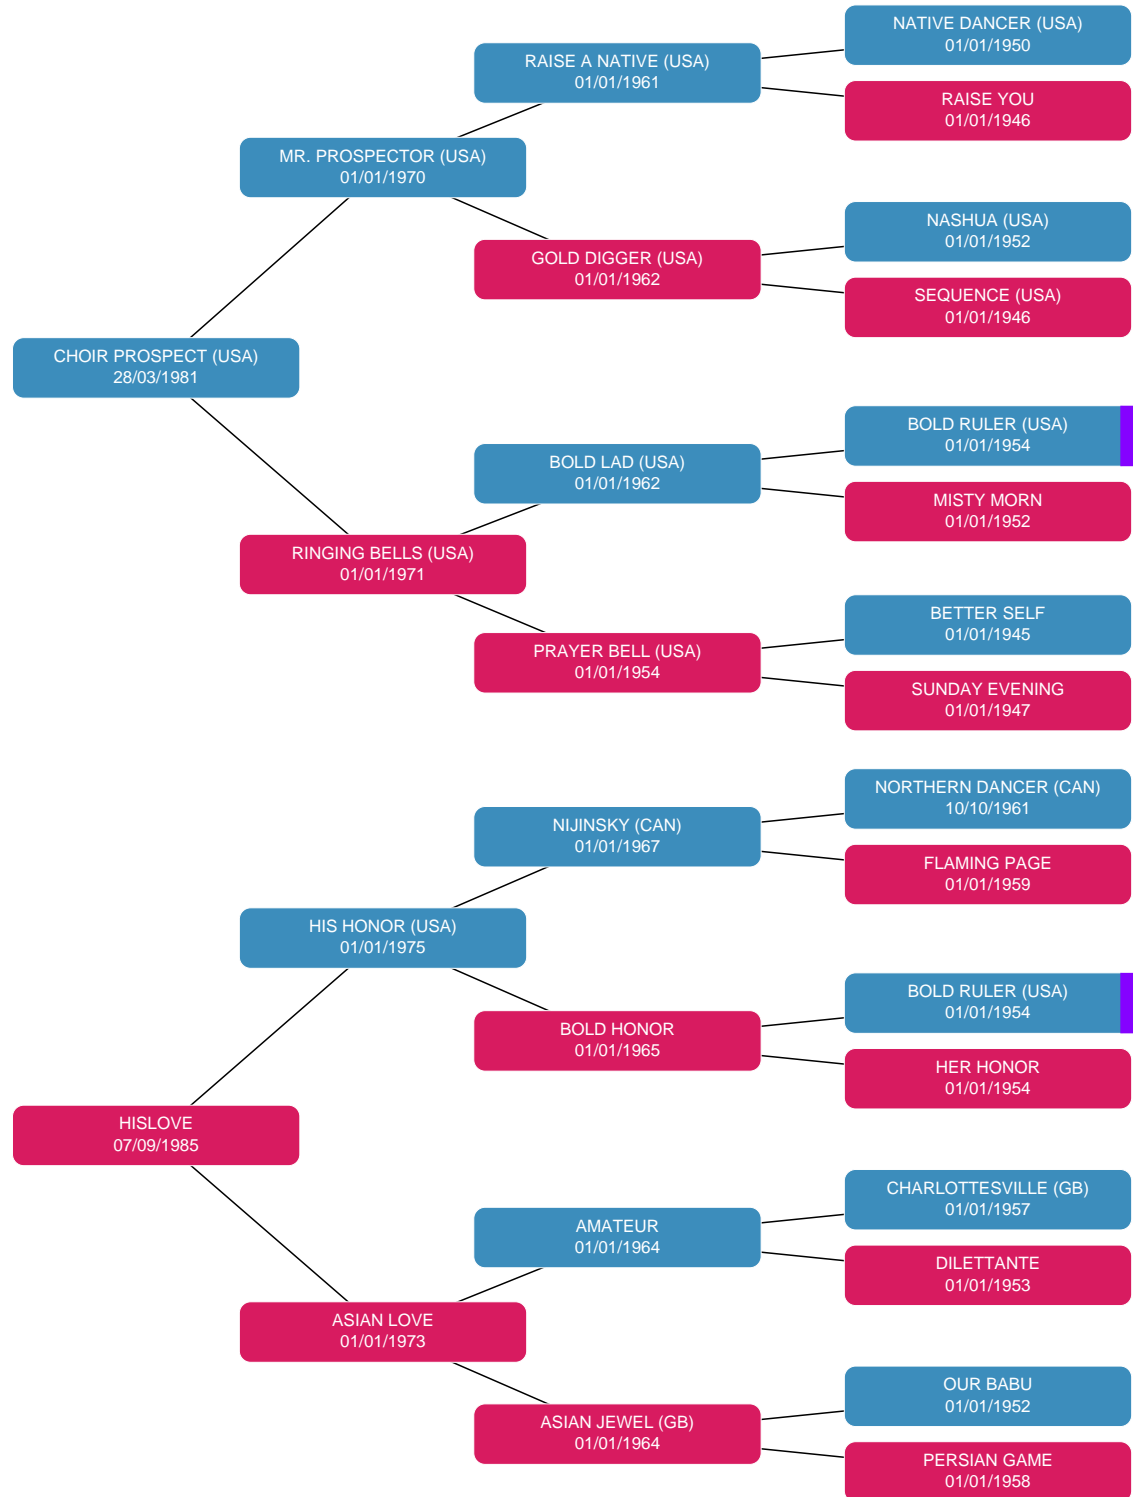 NATIVE DANCER (USA)
01/01/1950
RAISE A NATIVE (USA)
01/01/1961
RAISE YOU
01/01/1946
MR. PROSPECTOR (USA)
01/01/1970
NASHUA (USA)
01/01/1952
GOLD DIGGER (USA)
01/01/1962
SEQUENCE (USA)
01/01/1946
CHOIR PROSPECT (USA)
28/03/1981
BOLD RULER (USA)
01/01/1954
BOLD LAD (USA)
01/01/1962
MISTY MORN
01/01/1952
RINGING BELLS (USA)
01/01/1971
BETTER SELF
01/01/1945
PRAYER BELL (USA)
01/01/1954
SUNDAY EVENING
01/01/1947
NORTHERN DANCER (CAN)
10/10/1961
NIJINSKY (CAN)
01/01/1967
FLAMING PAGE
01/01/1959
HIS HONOR (USA)
01/01/1975
BOLD RULER (USA)
01/01/1954
BOLD HONOR
01/01/1965
HER HONOR
01/01/1954
HISLOVE
07/09/1985
CHARLOTTESVILLE (GB)
01/01/1957
AMATEUR
01/01/1964
DILETTANTE
01/01/1953
ASIAN LOVE
01/01/1973
OUR BABU
01/01/1952
ASIAN JEWEL (GB)
01/01/1964
PERSIAN GAME
01/01/1958